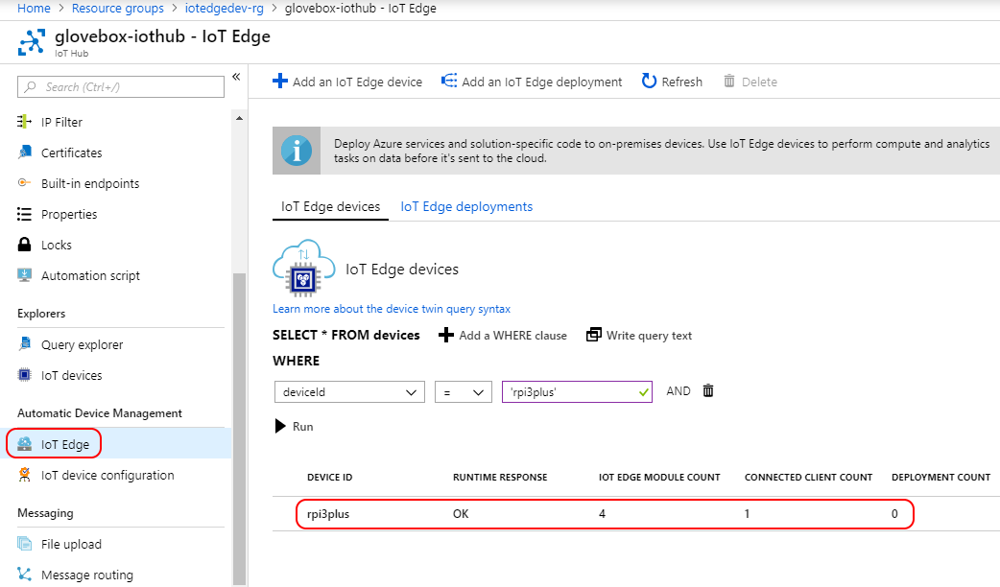 Home > Resource groups > iotedgedev-rg > glovebox-iothub - IoT Edge
glovebox-iothub - IoT Edge
IoT Hub
Search (Ctrl+/)
«
IP Filter
Certificates
Built-in endpoints
Properties
Locks
Automation script
Explorers
Query explorer
IoT devices
Automatic Device Management
IoT Edge
IoT device configuration
Messaging
File upload
Message routing
Add an IoT Edge device Add an IoT Edge deployment Refresh Delete
Deploy Azure services and solution-specific code to on-premises devices. Use IoT Edge devices to perform compute and analytics
tasks on data before it's sent to the cloud.
IoT Edge devices IoT Edge deployments
IoT Edge devices
Learn more about the device twin query syntax
SELECT * FROM devices Add a WHERE clause Write query text
WHERE
deviceId = 'rpi3plus' AND
Run
DEVICE ID RUNTIME RESPONSE IOT EDGE MODULE COUNT CONNECTED CLIENT COUNT DEPLOYMENT COUNT
rpi3plus OK 4 1 0